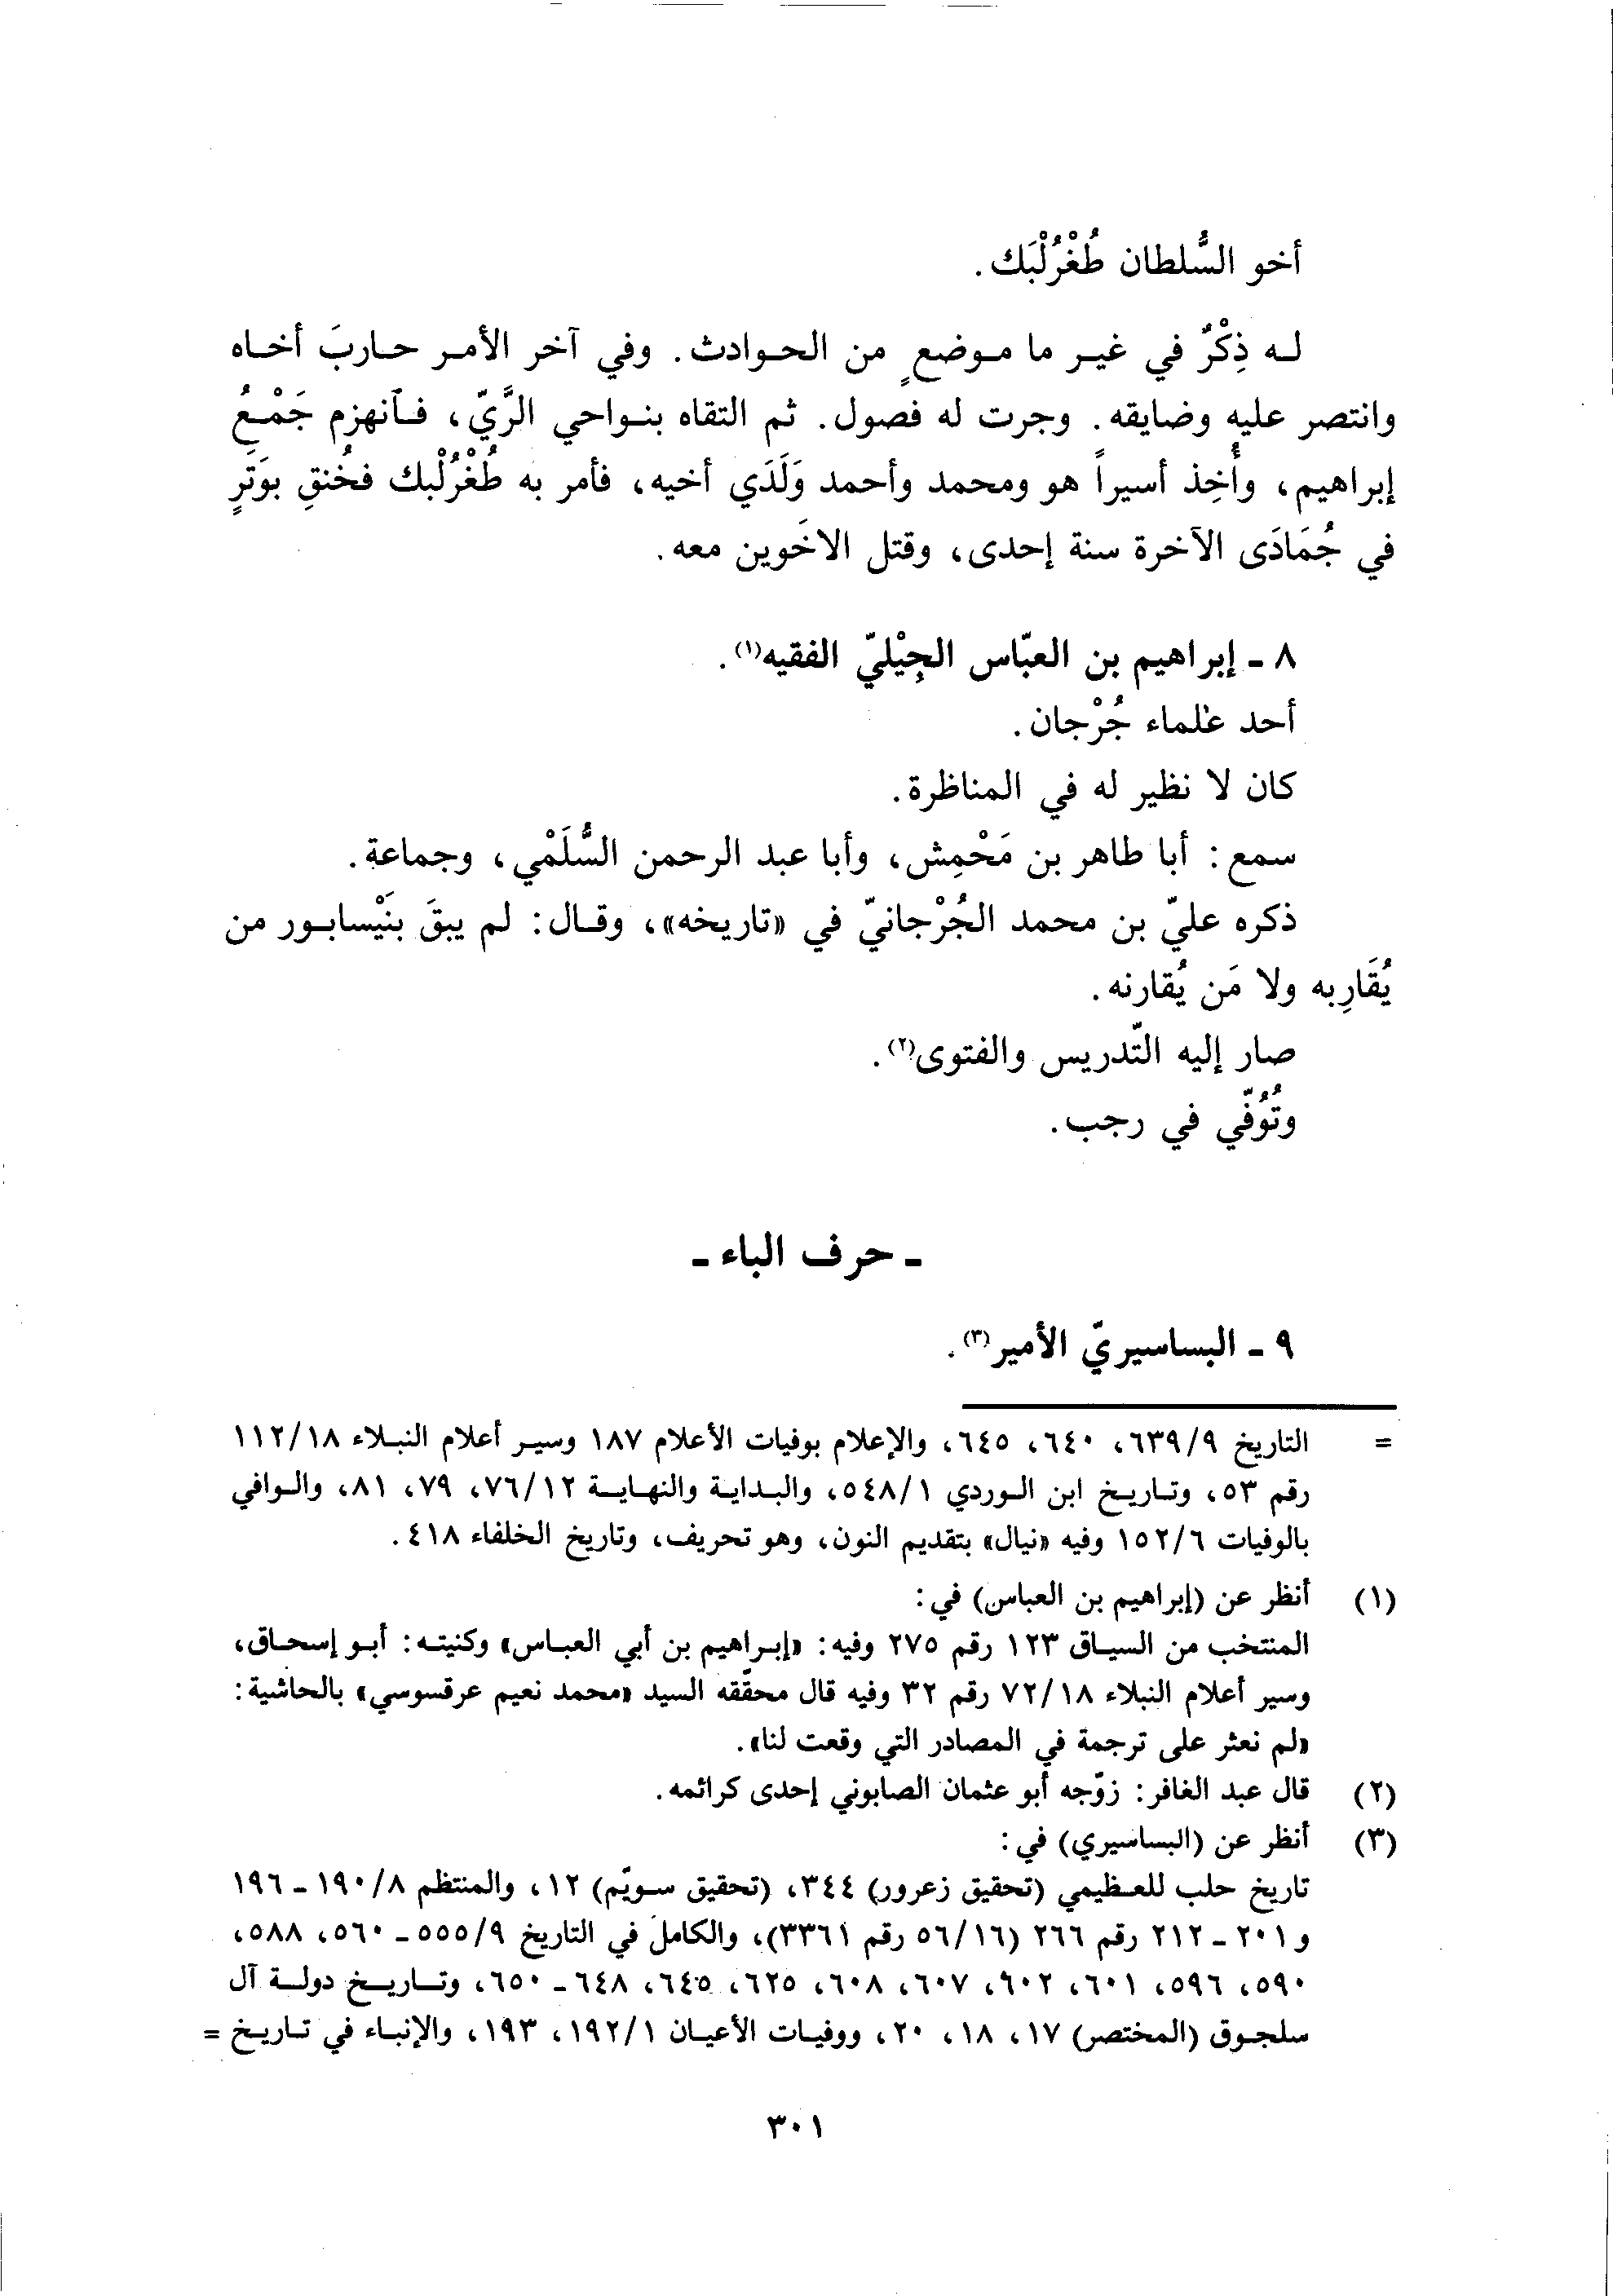 أخو السُّلطان طُغْرُلْبَك.
لـه ذِكْرٌ في غيـر ما مـوضعٍ من الحـوادث. وفي آخر الأمـر حـاربَ أخـاه
وانتصر عليه وضايقه. وجرت له فصول. ثم التقاه بنـواحي الرَّيّ، فـآنهزم جَمْـعُ
إبراهيم، وأُخِذ أسيراً هو ومحمد وأحمد وَلَدَي أخيه، فأمر به طُغْرُلْبك فخُنقِ بوَتَرٍ
في جُمَادَى الآخرة سنة إحدى، وقتل الاخَوين معه.
٨ - إبراهيم بن العبّاس الجِيْليّ الفقيه(١).
أحد علماء جُرْجان.
كان لا نظير له في المناظرة.
سمع: أبا طاهر بن مَحْمِش، وأبا عبد الرحمن السُّلَمْي، وجماعة.
ذكره عليّ بن محمد الجُرْجانيّ في «تاريخه»، وقـال: لم يبقَ بنَيْسابـور من
يُقَارِبه ولا مَن يُقارنه.
صار إليه التّدريس والفتوى(٢).
وتُوُفّي في رجب.
- حرف الباء -
٩ - البساسيريّ الأمير(٣).
= التاريخ ٦٣٩/٩، ٦٤٠، ٦٤٥، والإعلام بوفيات الأعلام ١٨٧ وسيـر أعلام النبـلاء ١١٢/١٨
رقم ٥٣، وتـاريـخ ابن الـوردي ٥٤٨/١، والبـدايـة والنهـايـة ٧٦/١٢، ٧٩، ٨١، والـوافي
بالوفيات ١٥٢/٦ وفيه «نيال» بتقديم النون، وهو تحريف، وتاريخ الخلفاء ٤١٨.
(١) أنظر عن (إبراهيم بن العباس) في:
المنتخب من السيـاق ١٢٣ رقم ٢٧٥ وفيه: «إبـراهيم بن أبي العبـاس» وكنيتـه: أبـو إسحـاق،
وسير أعلام النبلاء ٧٢/١٨ رقم ٣٢ وفيه قال محقّقه السيد «محمد نعيم عرقسوسي» بالحاشية:
«لم نعثر على ترجمة في المصادر التي وقعت لنا».
(٢) قال عبد الغافر: زوّجه أبو عثمان الصابوني إحدى كرائمه.
(٣) أنظر عن (البساسيري) في:
تاريخ حلب للعـظيمي (تحقيق زعرور) ٣٤٤، (تحقيق سـويّم) ١٢، والمنتظم ١٩٠/٨ - ١٩٦
و٢٠١ - ٢١٢ رقم ٢٦٦ (٥٦/١٦ رقم ٣٣٦١)، والكامل في التاريخ ٥٥٥/٩ - ٥٦٠، ٥٨٨،
٥٩٠، ٥٩٦، ٦٠١، ٦٠٢، ٦٠٧، ٦٠٨، ٦٢٥، ٦٤٥، ٦٤٨ - ٦٥٠، وتـاريـخ دولـة آل
سلجـوق (المختصر) ١٧، ١٨، ٢٠، ووفيـات الأعيـان ١٩٢/١، ١٩٣، والإنبـاء في تـاريـخ =
٣٠١